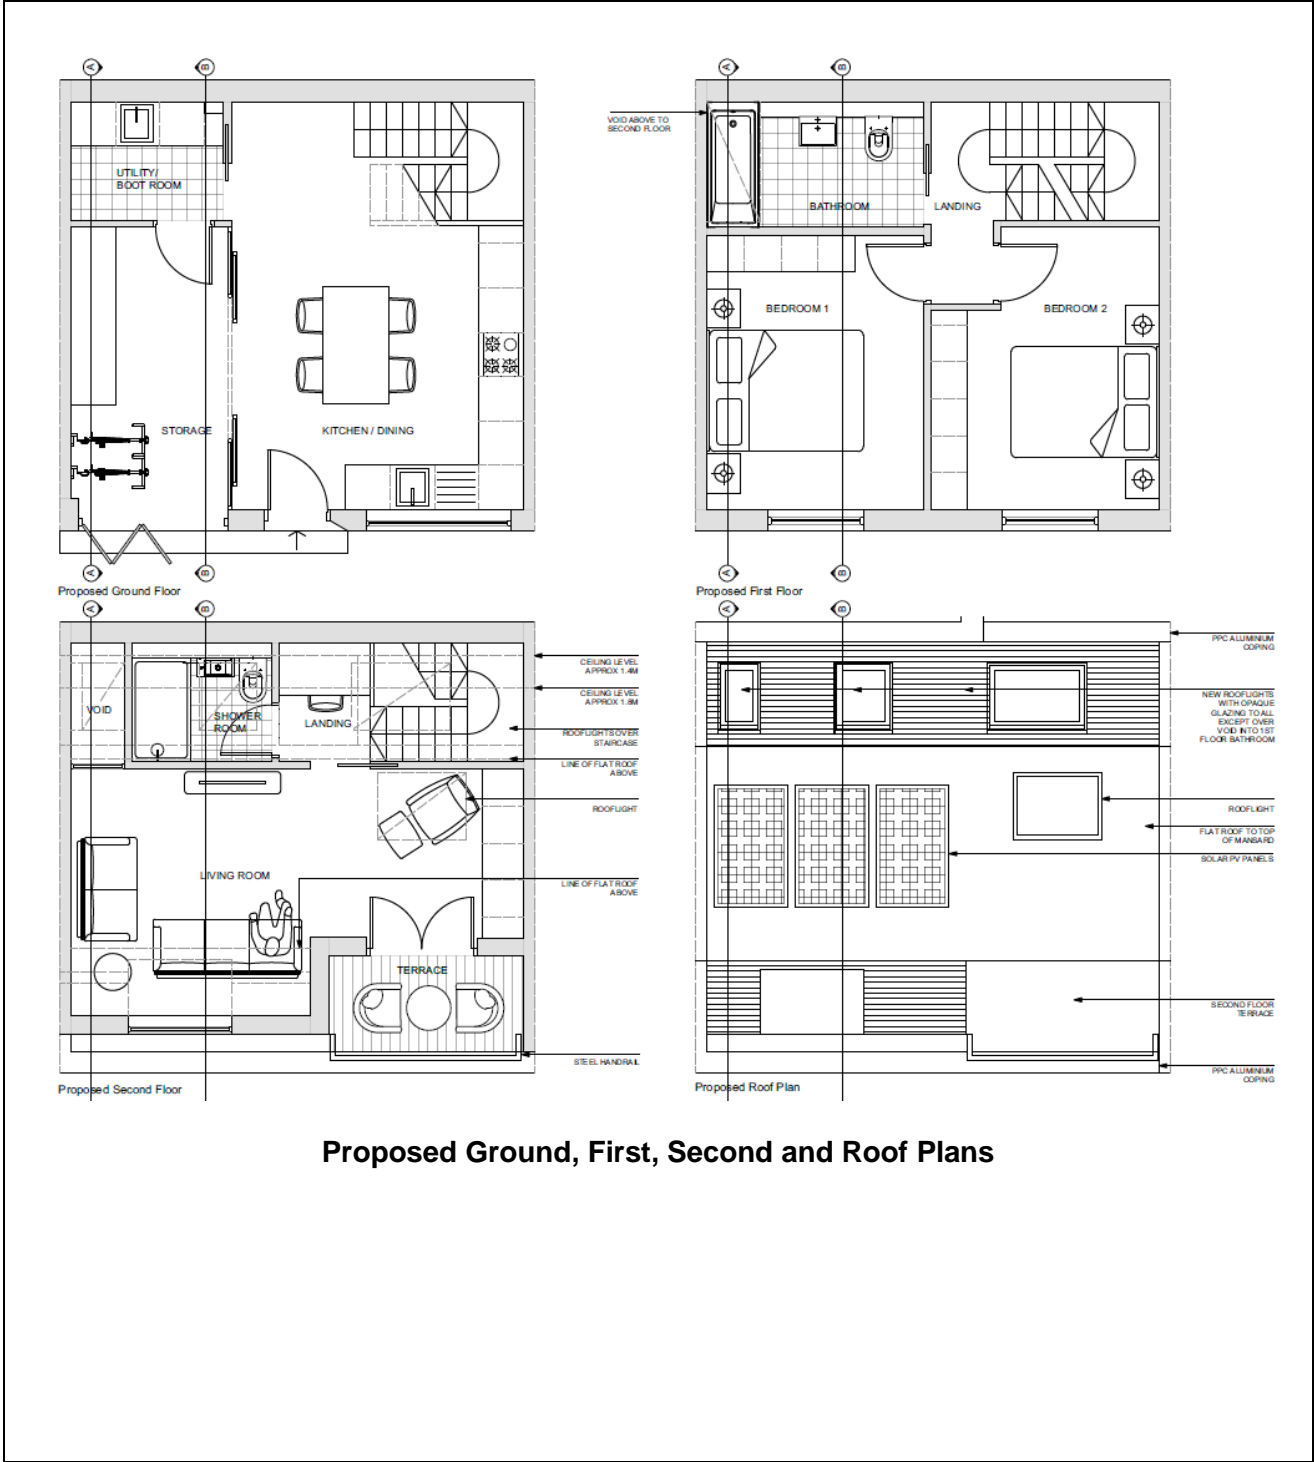 A
B
UTILITY/
BOOT ROOM
STORAGE
KITCHEN / DINING
A
B
Proposed Ground Floor
A
B
VOID ABOVE TO
SECOND FLOOR
BATHROOM
LANDING
BEDROOM 1
BEDROOM 2
A
B
Proposed First Floor
A
B
CEILING LEVEL
APPROX 1.4M
CEILING LEVEL
APPROX 1.8M
VOID
SHOWER
ROOM
LANDING
ROOFLIGHTS OVER
STAIRCASE
LINE OF FLAT ROOF
ABOVE
ROOFLIGHT
LIVING ROOM
LINE OF FLAT ROOF
ABOVE
TERRACE
STEEL HANDRAIL
Proposed Second Floor
A
B
PPC ALUMINIUM
COPING
NEW ROOFLIGHTS
WITH OPAQUE
GLAZING TO ALL
EXCEPT OVER
VOID INTO 1ST
FLOOR BATHROOM
ROOFLIGHT
FLAT ROOF TO TOP
OF MANSARD
SOLAR PV PANELS
SECOND FLOOR
TERRACE
PPC ALUMINIUM
COPING
Proposed Roof Plan
Proposed Ground, First, Second and Roof Plans